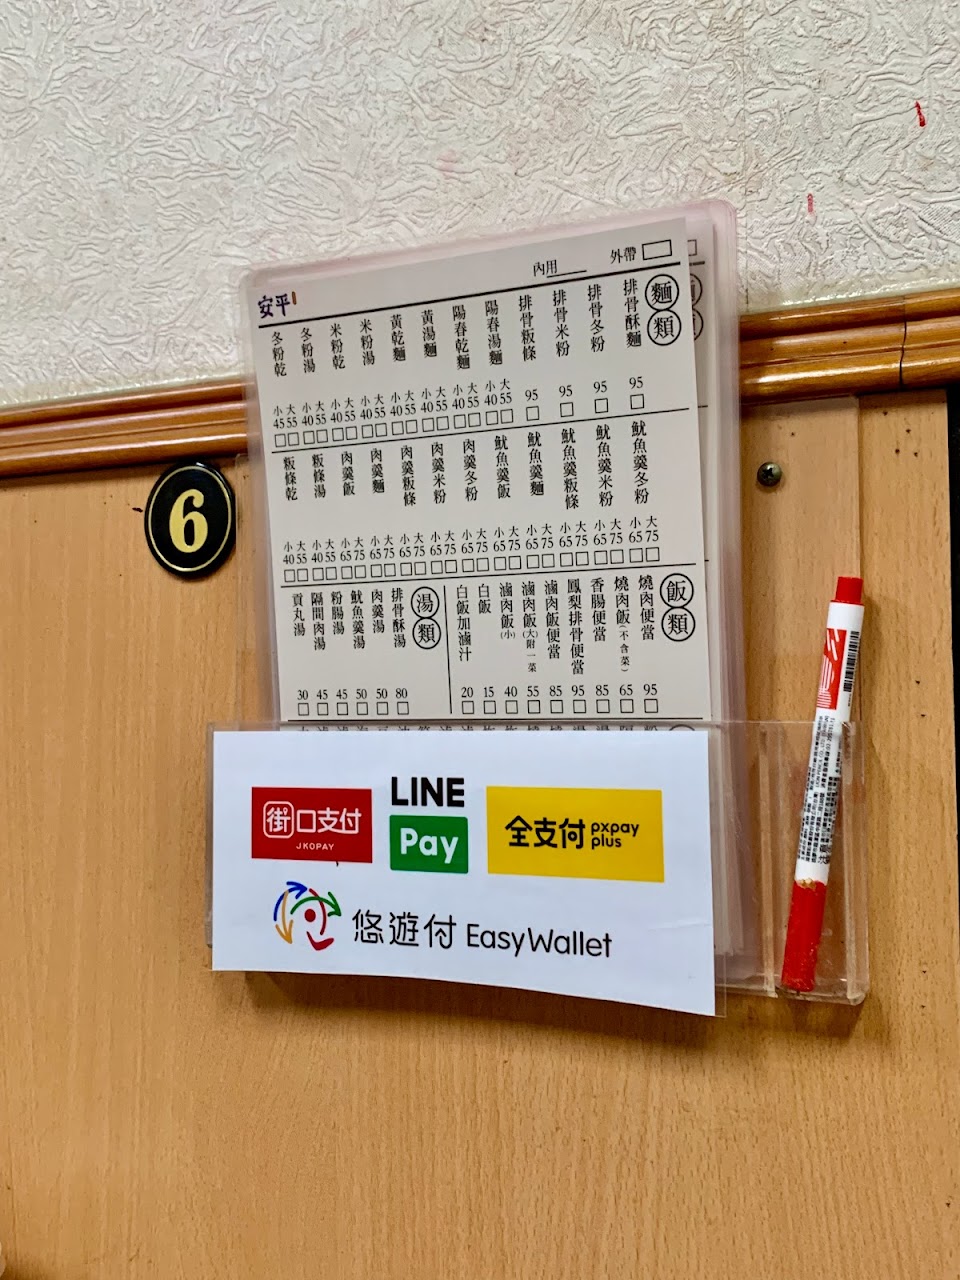 安平
內用 外帶
麵類
排骨酥麵 95
排骨冬粉 95
排骨米粉 95
排骨粄條 95
陽春湯麵 小40 大55
陽春乾麵 小40 大55
黃湯麵 小40 大55
黃乾麵 小40 大55
米粉湯 小40 大55
米粉乾 小40 大55
冬粉湯 小40 大55
冬粉乾 小45 大55
魷魚羹冬粉 小65 大75
魷魚羹米粉 小65 大75
魷魚羹粄條 小65 大75
魷魚羹麵 小65 大75
魷魚羹飯 小65 大75
肉羹冬粉 小65 大75
肉羹米粉 小65 大75
肉羹粄條 小65 大75
肉羹麵 小65 大75
肉羹飯 小65 大75
粄條湯 小40 大55
粄條乾 小40 大55
飯類
燒肉便當 95
燒肉飯(不含菜) 65
香腸便當 85
鳳梨排骨便當 95
滷肉飯便當 85
滷肉飯(大)附一菜 55
滷肉飯(小) 40
白飯 15
白飯加滷汁 20
湯類
排骨酥湯 80
肉羹湯 50
魷魚羹湯 50
粉腸湯 45
隔間肉湯 45
貢丸湯 30
6
街口支付
JKOPAY
LINE
Pay
全支付 pxpay plus
悠遊付 EasyWallet